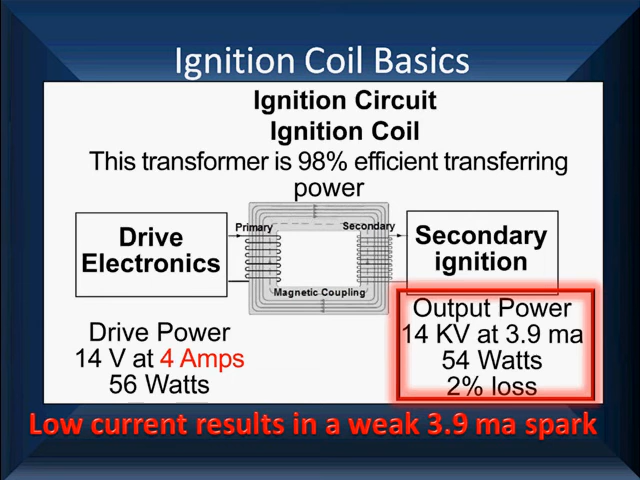 Ignition Coil Basics
Ignition Circuit
Ignition Coil
This transformer is 98% efficient transferring
power
Drive
Electronics
Primary
Secondary
Magnetic Coupling
Secondary
ignition
Drive Power
14 V at 4 Amps
56 Watts
Output Power
14 KV at 3.9 ma
54 Watts
2% loss
Low current results in a weak 3.9 ma spark